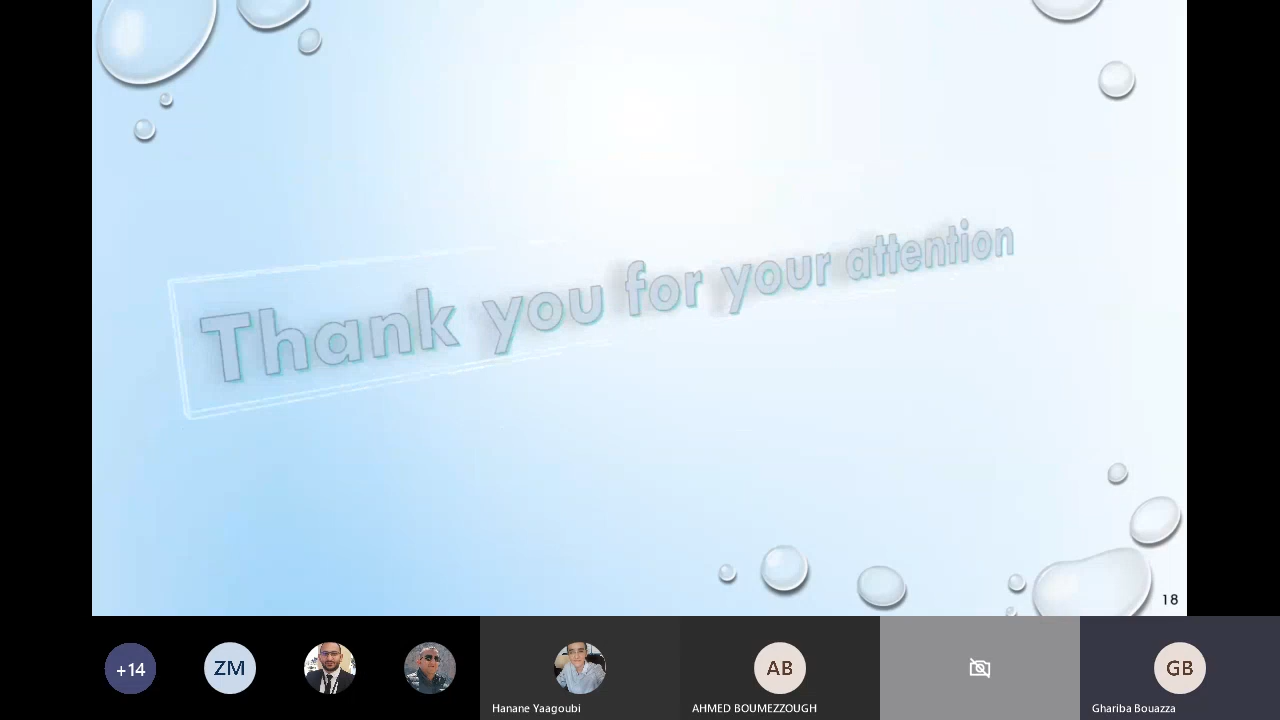 Thank you for your attention
18
+14
ZM
Hanane Yaagoubi
AB
AHMED BOUMEZZOUGH
GB
Ghariba Bouazza